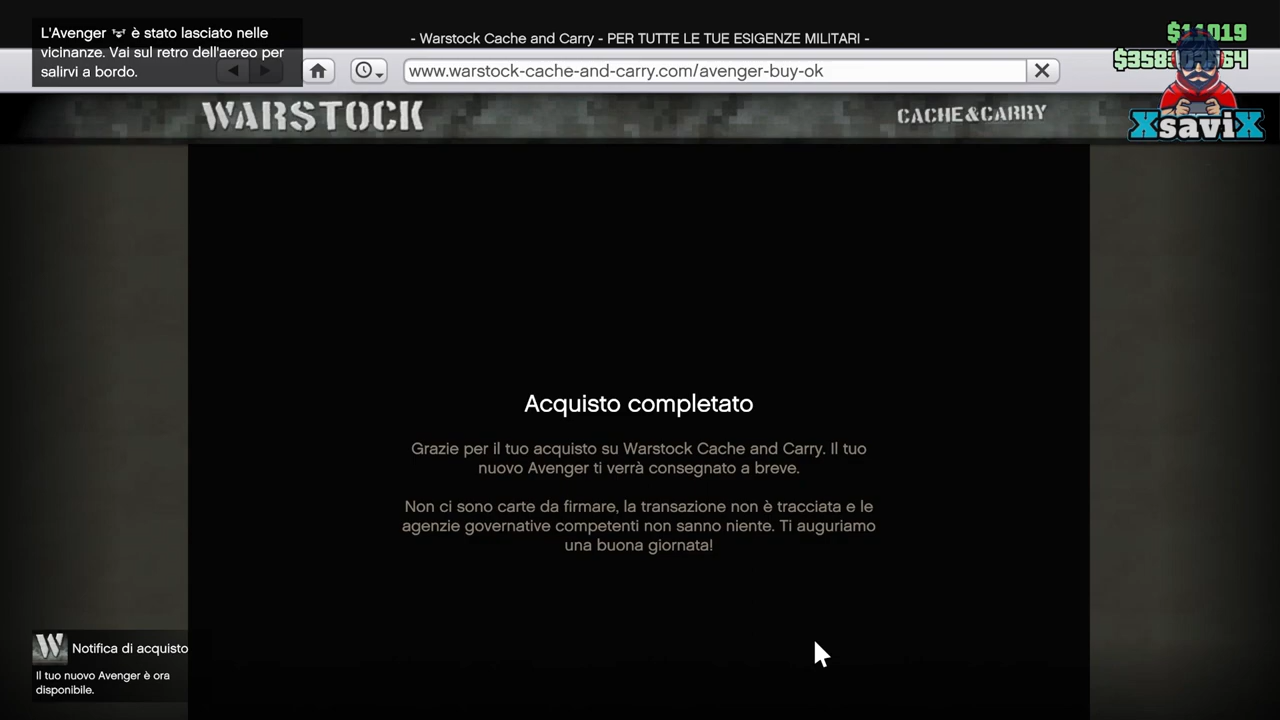 L'Avenger è stato lasciato nelle
vicinanze. Vai sul retro dell'aereo per
salirvi a bordo.
- Warstock Cache and Carry - PER TUTTE LE TUE ESIGENZE MILITARI -
www.warstock-cache-and-carry.com/avenger-buy-ok
WARSTOCK
CACHE&CARRY
XsaviX
Acquisto completato
Grazie per il tuo acquisto su Warstock Cache and Carry. Il tuo
nuovo Avenger ti verrà consegnato a breve.
Non ci sono carte da firmare, la transazione non è tracciata e le
agenzie governative competenti non sanno niente. Ti auguriamo
una buona giornata!
W
Notifica di acquisto
Il tuo nuovo Avenger è ora
disponibile.